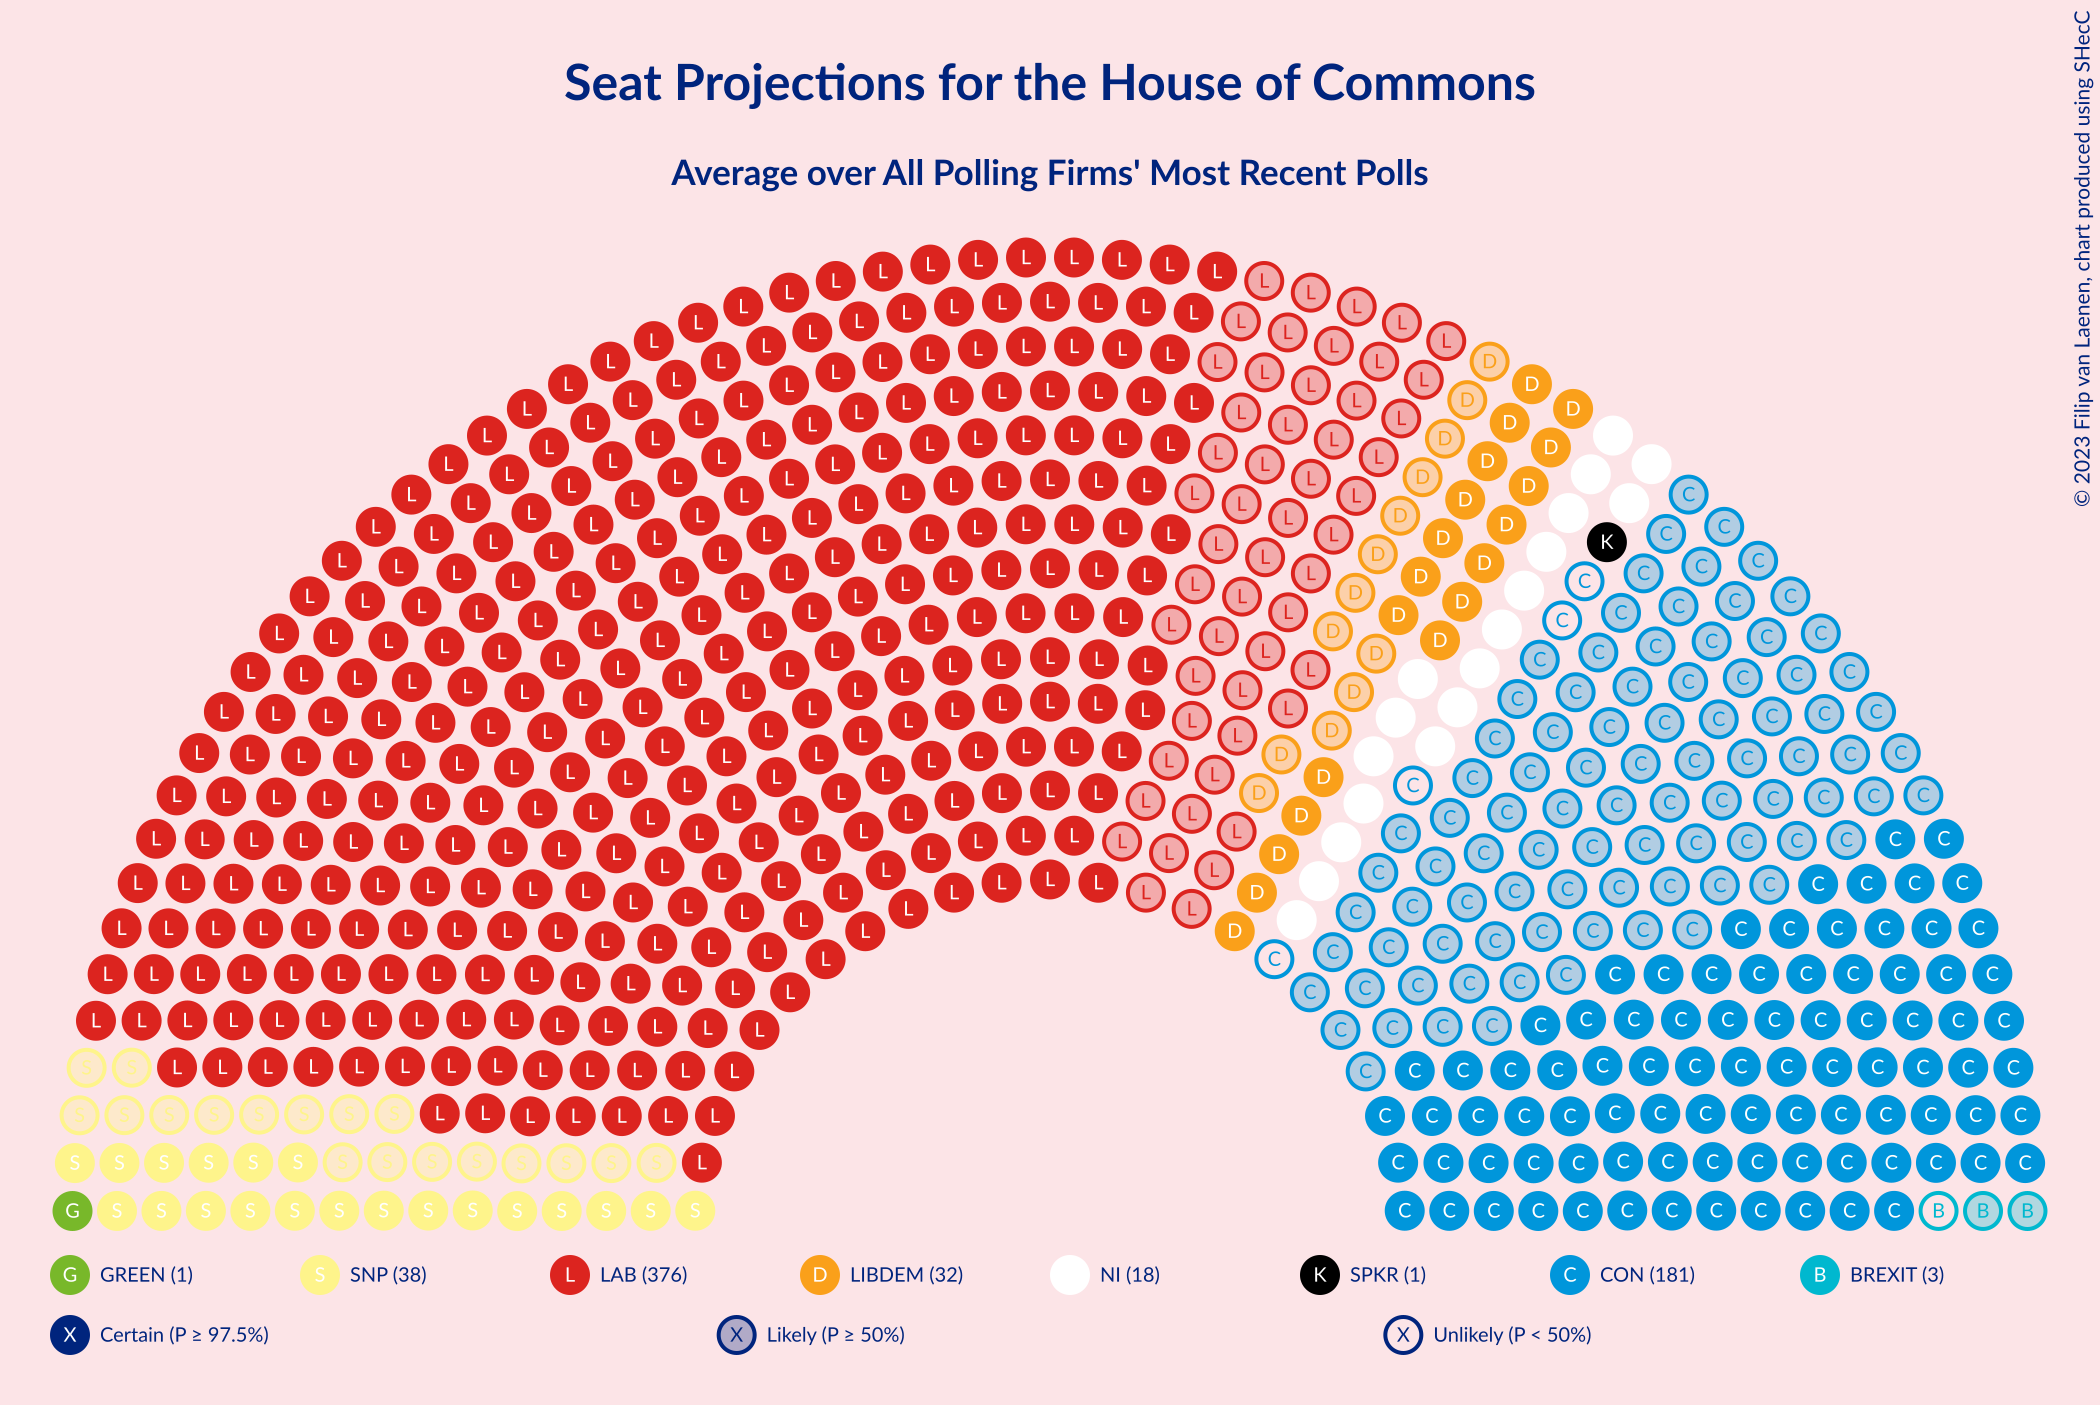 Seat Projections for the House of Commons
Average over All Polling Firms' Most Recent Polls
© 2023 Filip van Laenen, chart produced using SHecC
G GREEN (1)
S SNP (38)
L LAB (376)
D LIBDEM (32)
NI (18)
K SPKR (1)
C CON (181)
B BREXIT (3)
X Certain (P ≥ 97.5%)
X Likely (P ≥ 50%)
X Unlikely (P < 50%)